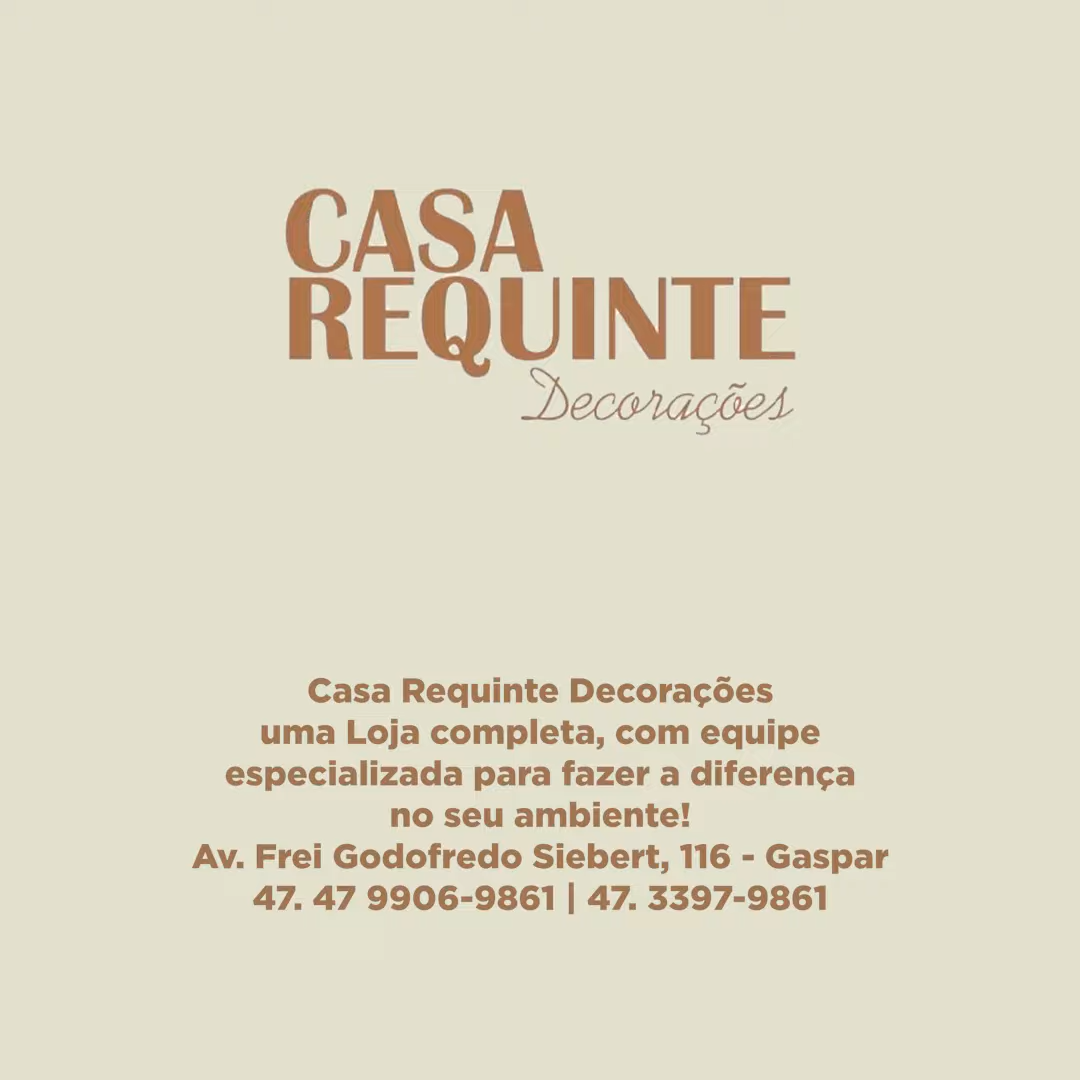 CASA
REQUINTE
Decorações
Casa Requinte Decorações
uma Loja completa, com equipe
especializada para fazer a diferença
no seu ambiente!
Av. Frei Godofredo Siebert, 116 - Gaspar
47. 47 9906-9861 | 47. 3397-9861